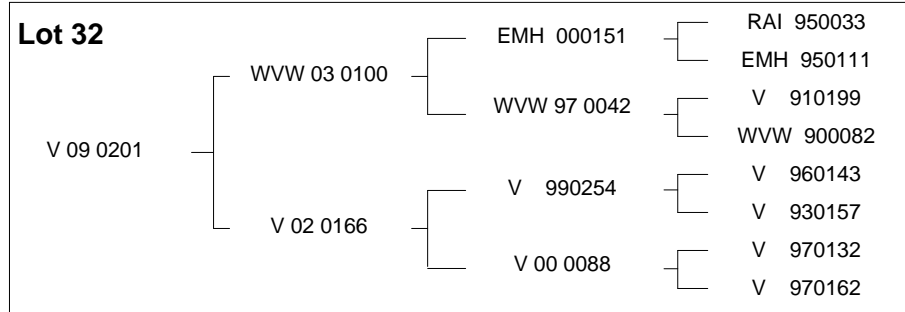 Lot 32
RAI 950033
EMH 000151
EMH 950111
WVW 03 0100
V 910199
WVW 97 0042
WVW 900082
V 09 0201
V 960143
V 990254
V 930157
V 02 0166
V 970132
V 00 0088
V 970162